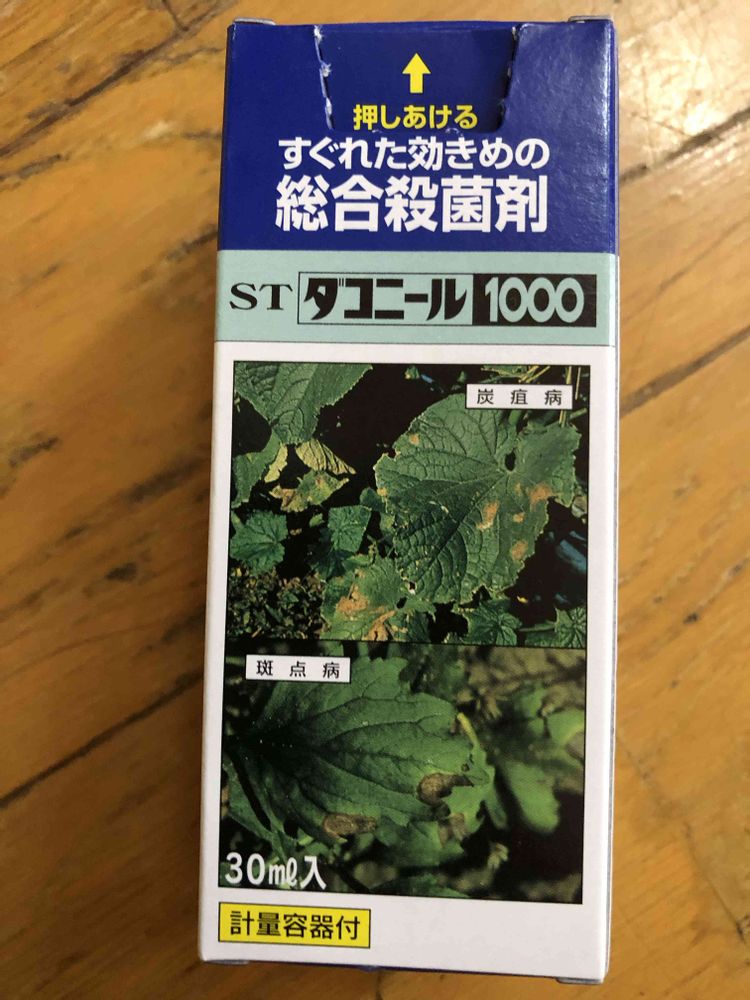 押しあける
すぐれた効きめの
総合殺菌剤
ST ダコニール 1000
炭疽病
斑点病
30ml入
計量容器付